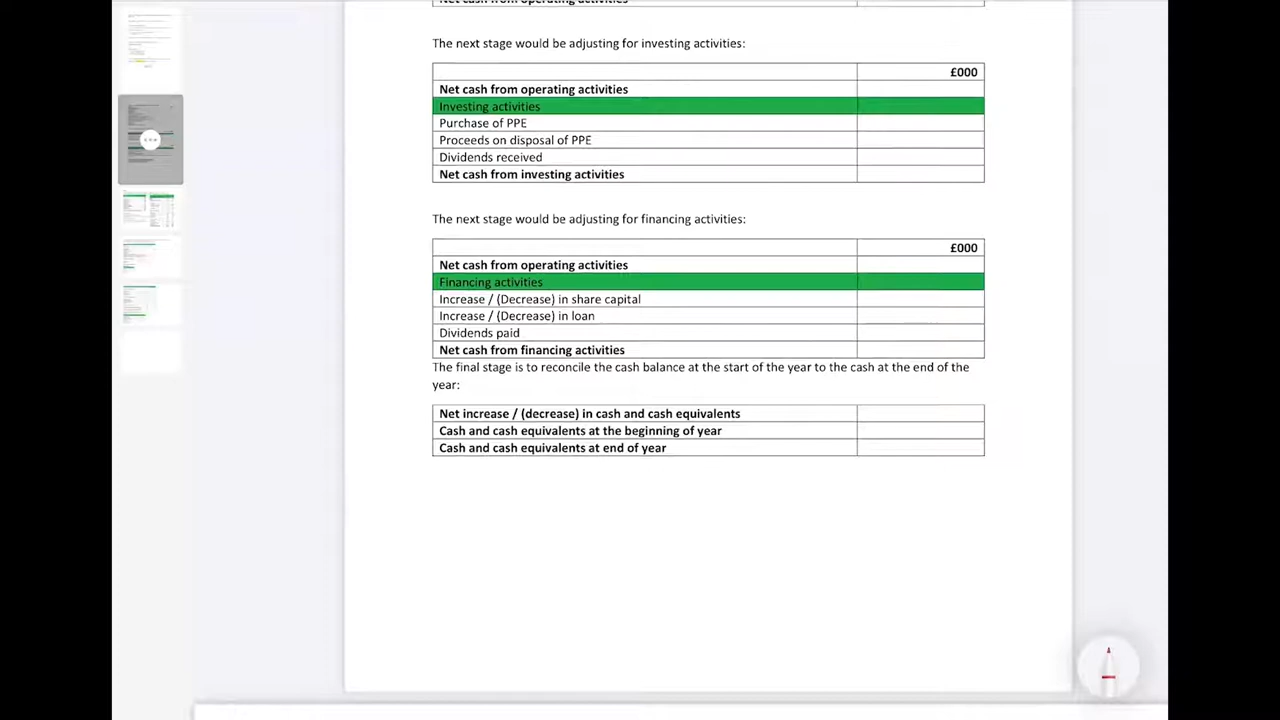 Net cash from operating activities
The next stage would be adjusting for investing activities:
£000
Net cash from operating activities
Investing activities
Purchase of PPE
Proceeds on disposal of PPE
Dividends received
Net cash from investing activities
The next stage would be adjusting for financing activities:
£000
Net cash from operating activities
Financing activities
Increase / (Decrease) in share capital
Increase / (Decrease) in loan
Dividends paid
Net cash from financing activities
The final stage is to reconcile the cash balance at the start of the year to the cash at the end of the
year:
Net increase / (decrease) in cash and cash equivalents
Cash and cash equivalents at the beginning of year
Cash and cash equivalents at end of year